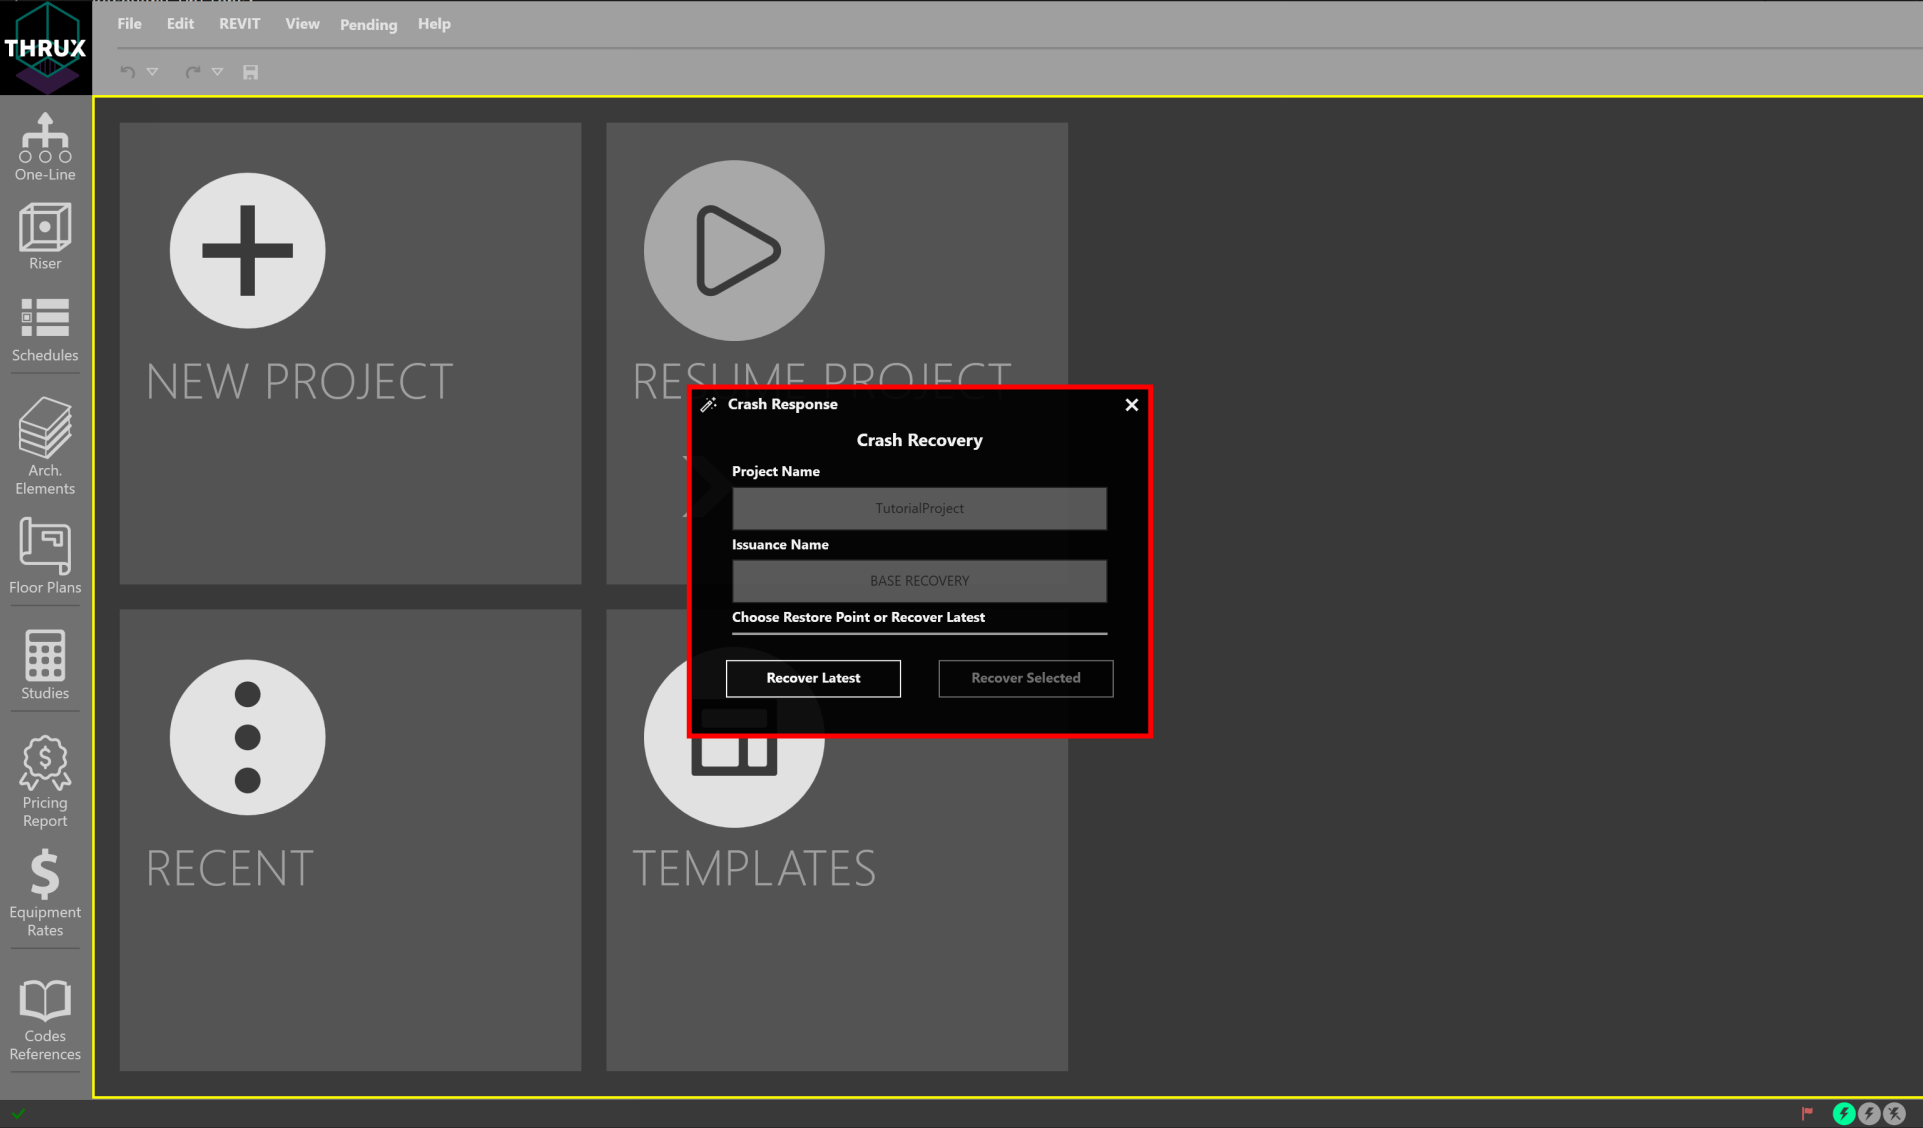 THRUX
File Edit REVIT View Pending Help
One-Line
Riser
Schedules
Arch.
Elements
Floor Plans
Studies
Pricing
Report
Equipment
Rates
Codes
References
NEW PROJECT
RESUME PROJECT
RECENT
TEMPLATES
Crash Response
Crash Recovery
Project Name
TutorialProject
Issuance Name
BASE RECOVERY
Choose Restore Point or Recover Latest
Recover Latest
Recover Selected